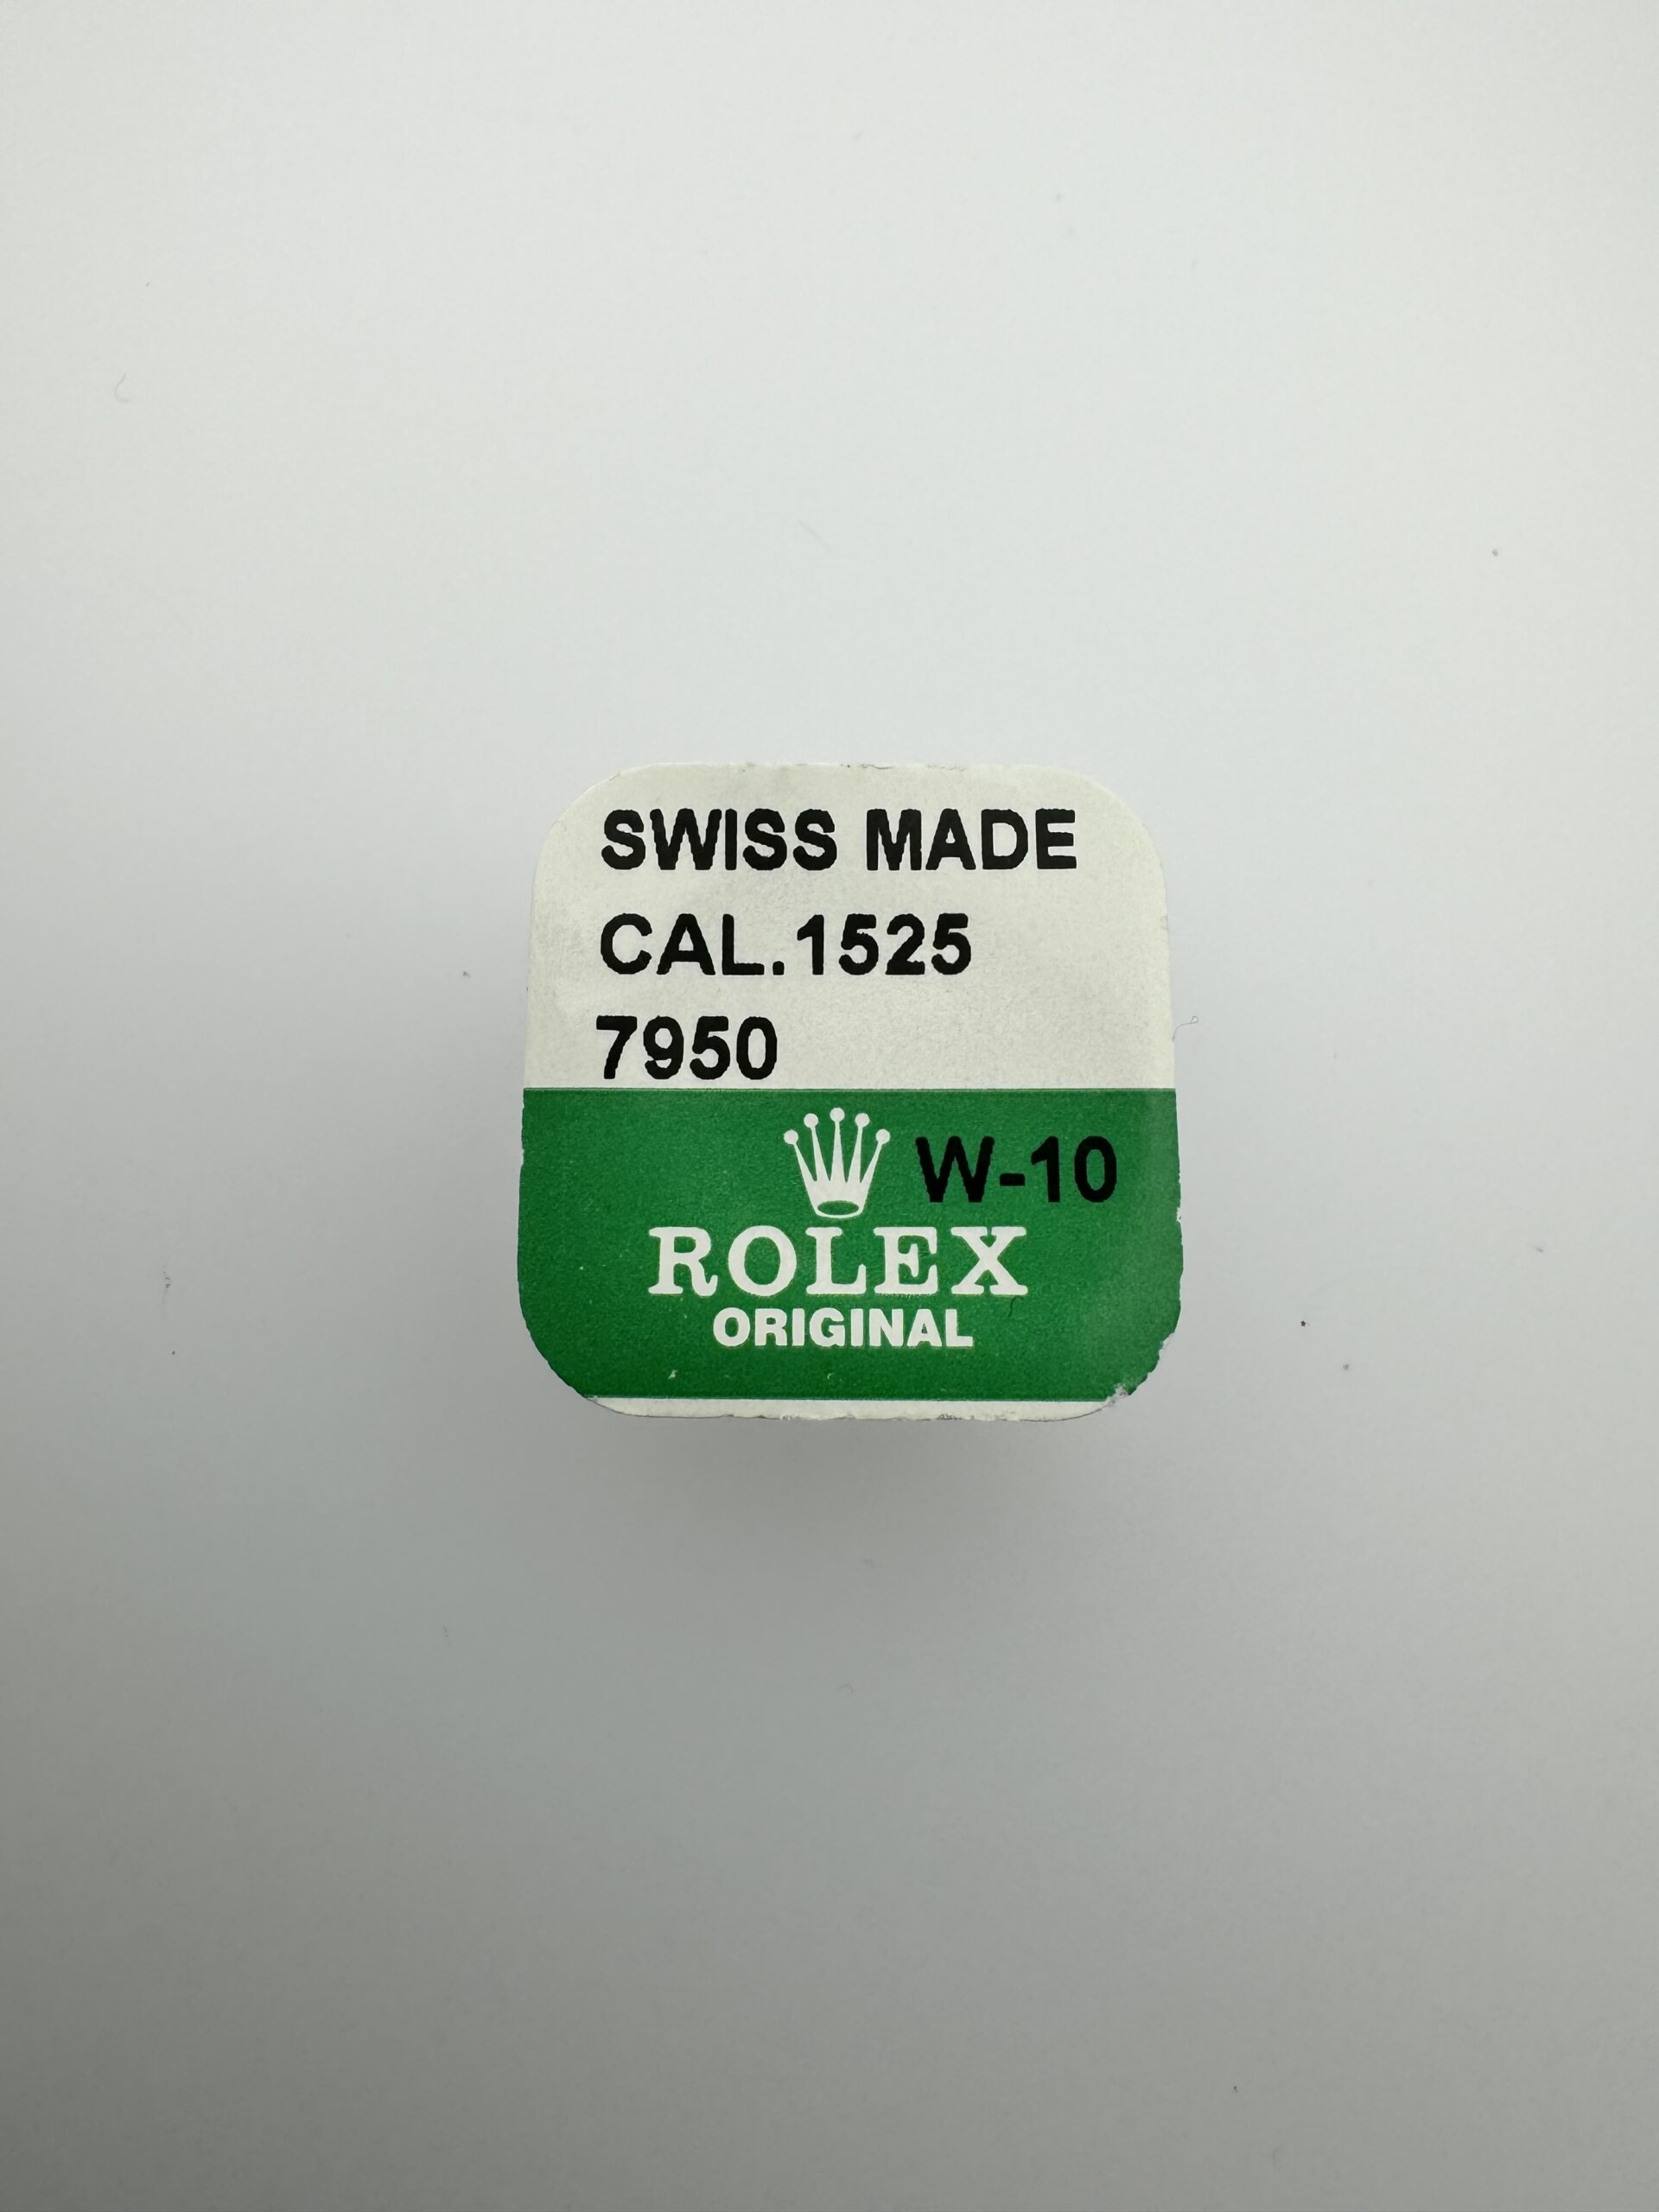 SWISS MADE
CAL.1525
7950
W-10
ROLEX
ORIGINAL